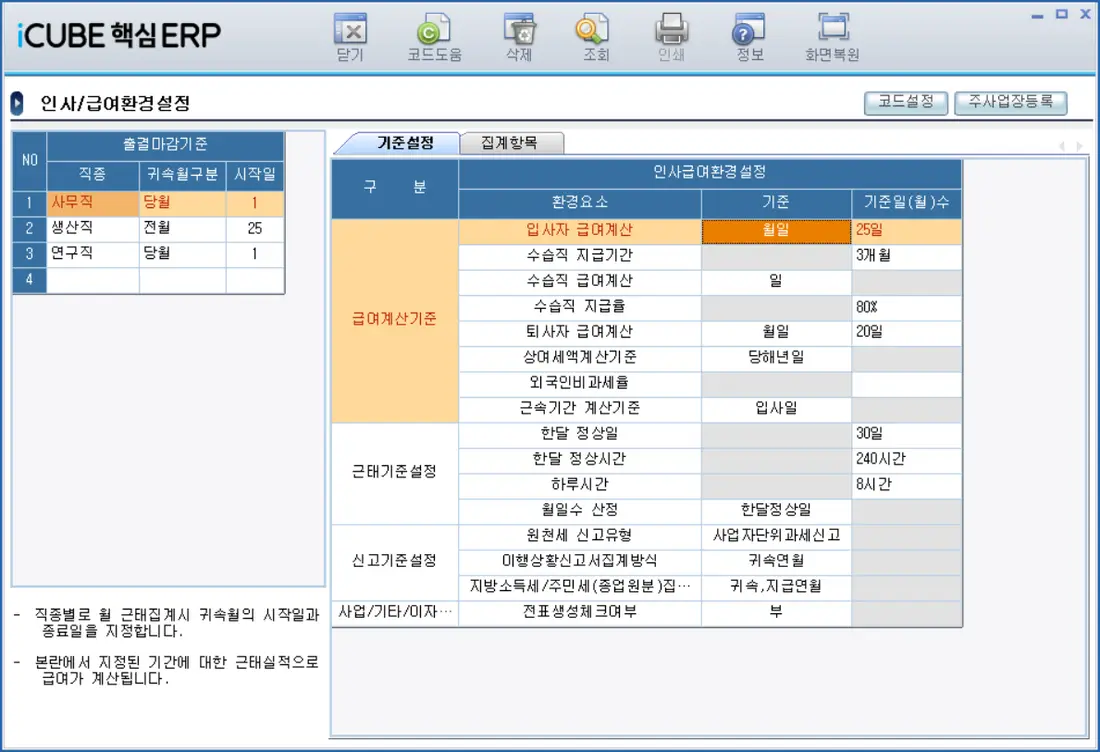 iCUBE 핵심ERP
닫기 코드도움 삭제 조회 인쇄 정보 화면복원
인사/급여환경설정
코드설정 주사업장등록
NO 출결마감기준
직종 귀속월구분 시작일
1 사무직 당월 1
2 생산직 전월 25
3 연구직 당월 1
4
- 직종별로 월 근태집계시 귀속월의 시작일과
종료일을 지정합니다.
- 본란에서 지정된 기간에 대한 근태실적으로
급여가 계산됩니다.
기준설정 집계항목
구 분 인사급여환경설정
환경요소 기준 기준일(월)수
급여계산기준
입사자 급여계산 월일 25일
수습직 지급기간 3개월
수습직 급여계산 일
수습직 지급율 80%
퇴사자 급여계산 월일 20일
상여세액계산기준 당해년일
외국인비과세율
근속기간 계산기준 입사일
근태기준설정
한달 정상일 30일
한달 정상시간 240시간
하루시간 8시간
월일수 산정 한달정상일
신고기준설정
원천세 신고유형 사업자단위과세신고
이행상황신고서집계방식 귀속연월
지방소득세/주민세(종업원분)집… 귀속,지급연월
사업/기타/이자… 전표생성체크여부 부